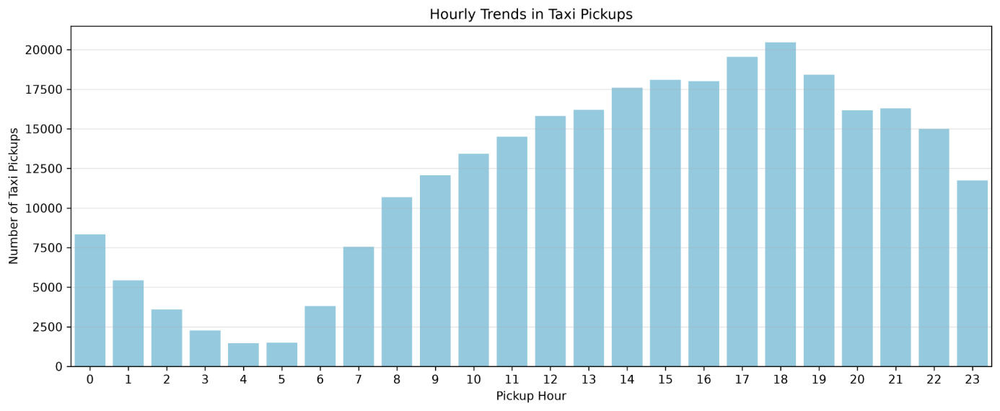 Hourly Trends in Taxi Pickups
Number of Taxi Pickups
20000
17500
15000
12500
10000
7500
5000
2500
0
0 1 2 3 4 5 6 7 8 9 10 11 12 13 14 15 16 17 18 19 20 21 22 23
Pickup Hour